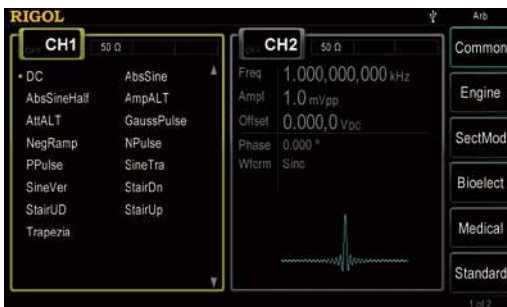 RIGOL
Arb
OFF CH1 50 Ω
DC AbsSine
AbsSineHalf AmpALT
AttALT GaussPulse
NegRamp NPulse
PPulse SineTra
SineVer StairDn
StairUD StairUp
Trapezia
OFF CH2 50 Ω
Freq 1.000,000,000 kHz
Ampl 1.0 mVpp
Offset 0.000,0 VDC
Phase 0.000 °
Wform Sinc
Common
Engine
SectMod
Bioelect
Medical
Standard
1 of 2